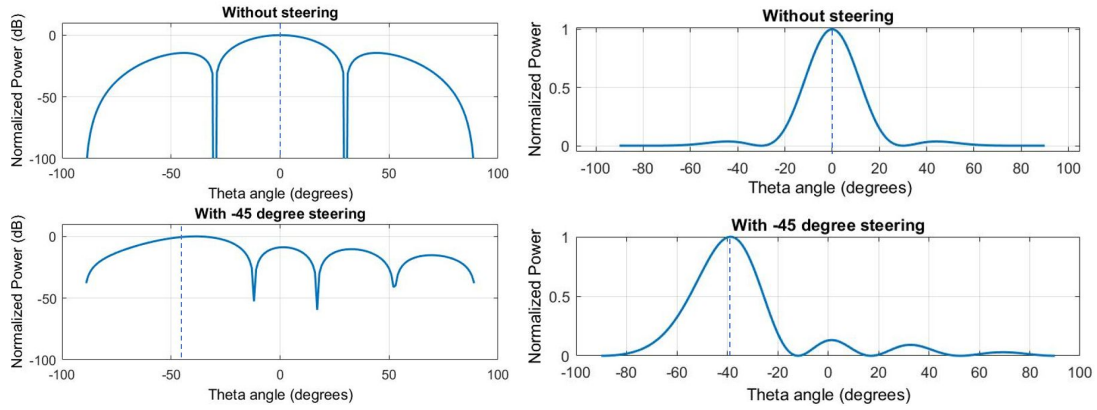 Without steering
Normalized Power (dB)
0
-50
-100
-100 -50 0 50 100
Theta angle (degrees)
Without steering
Normalized Power
1
0.5
0
-100 -80 -60 -40 -20 0 20 40 60 80 100
Theta angle (degrees)
With -45 degree steering
Normalized Power (dB)
0
-50
-100
-100 -50 0 50 100
Theta angle (degrees)
With -45 degree steering
Normalized Power
1
0.5
0
-100 -80 -60 -40 -20 0 20 40 60 80 100
Theta angle (degrees)